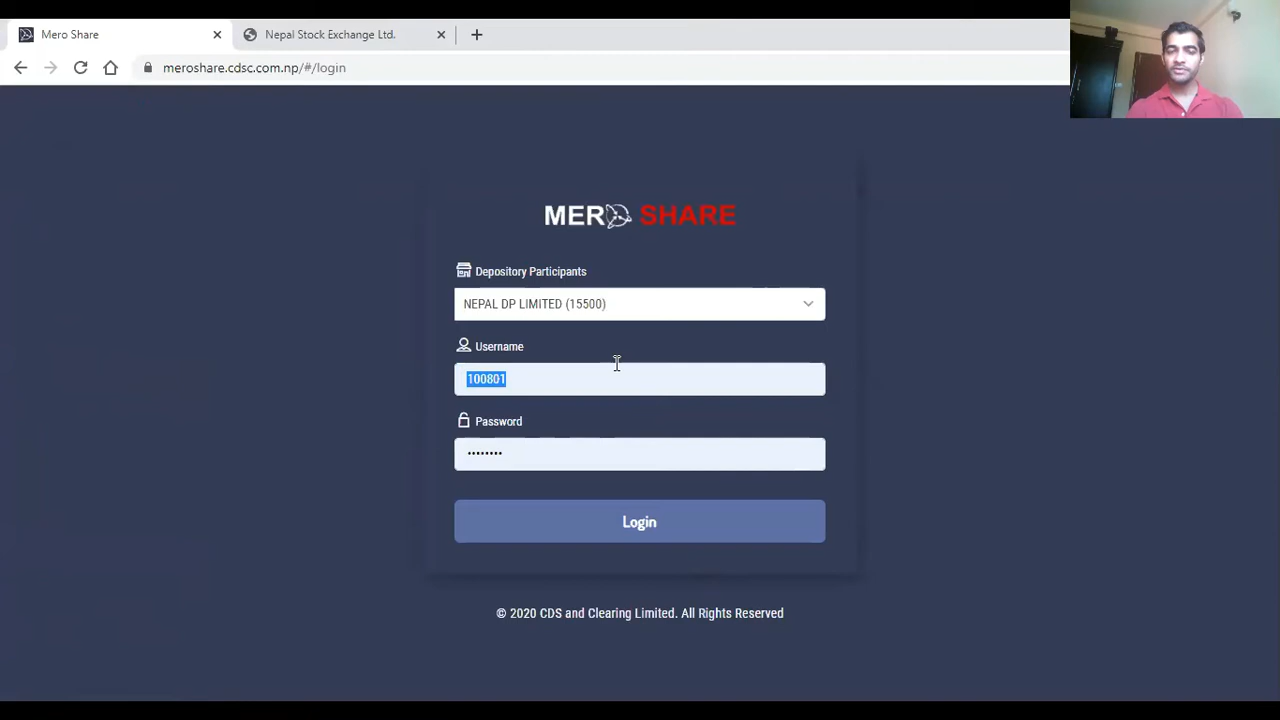 Mero Share
Nepal Stock Exchange Ltd.
meroshare.cdsc.com.np/#/login
MERO SHARE
Depository Participants
NEPAL DP LIMITED (15500)
Username
100801
Password
••••••••
Login
© 2020 CDS and Clearing Limited. All Rights Reserved